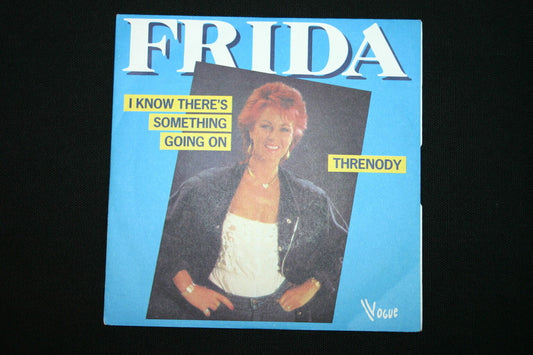 FRIDA
I KNOW THERE'S
SOMETHING
GOING ON
THRENODY
Vogue